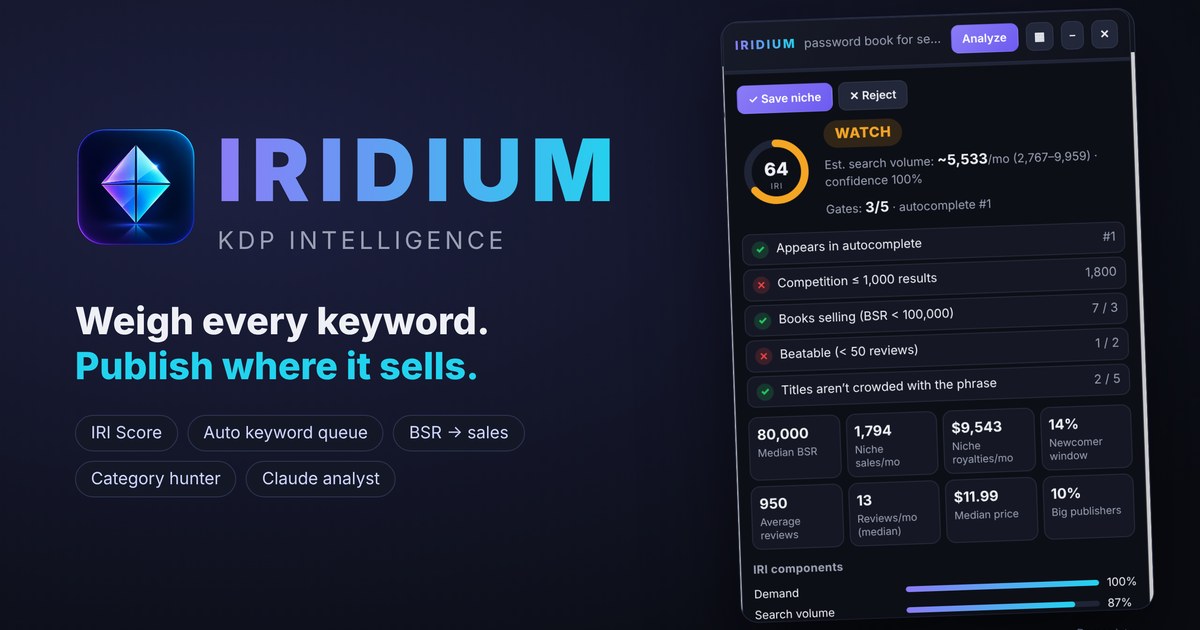 IRIDIUM
KDP INTELLIGENCE
Weigh every keyword.
Publish where it sells.
IRI Score
Auto keyword queue
BSR → sales
Category hunter
Claude analyst
IRIDIUM password book for se... Analyze
✓ Save niche
✕ Reject
64
IRI
WATCH
Est. search volume: ~5,533/mo (2,767–9,959) ·
confidence 100%
Gates: 3/5 · autocomplete #1
Appears in autocomplete #1
Competition ≤ 1,000 results 1,800
Books selling (BSR < 100,000) 7 / 3
Beatable (< 50 reviews) 1 / 2
Titles aren’t crowded with the phrase 2 / 5
80,000
Median BSR
1,794
Niche
sales/mo
$9,543
Niche
royalties/mo
14%
Newcomer
window
950
Average
reviews
13
Reviews/mo
(median)
$11.99
Median price
10%
Big publishers
IRI components
Demand 100%
Search volume 87%